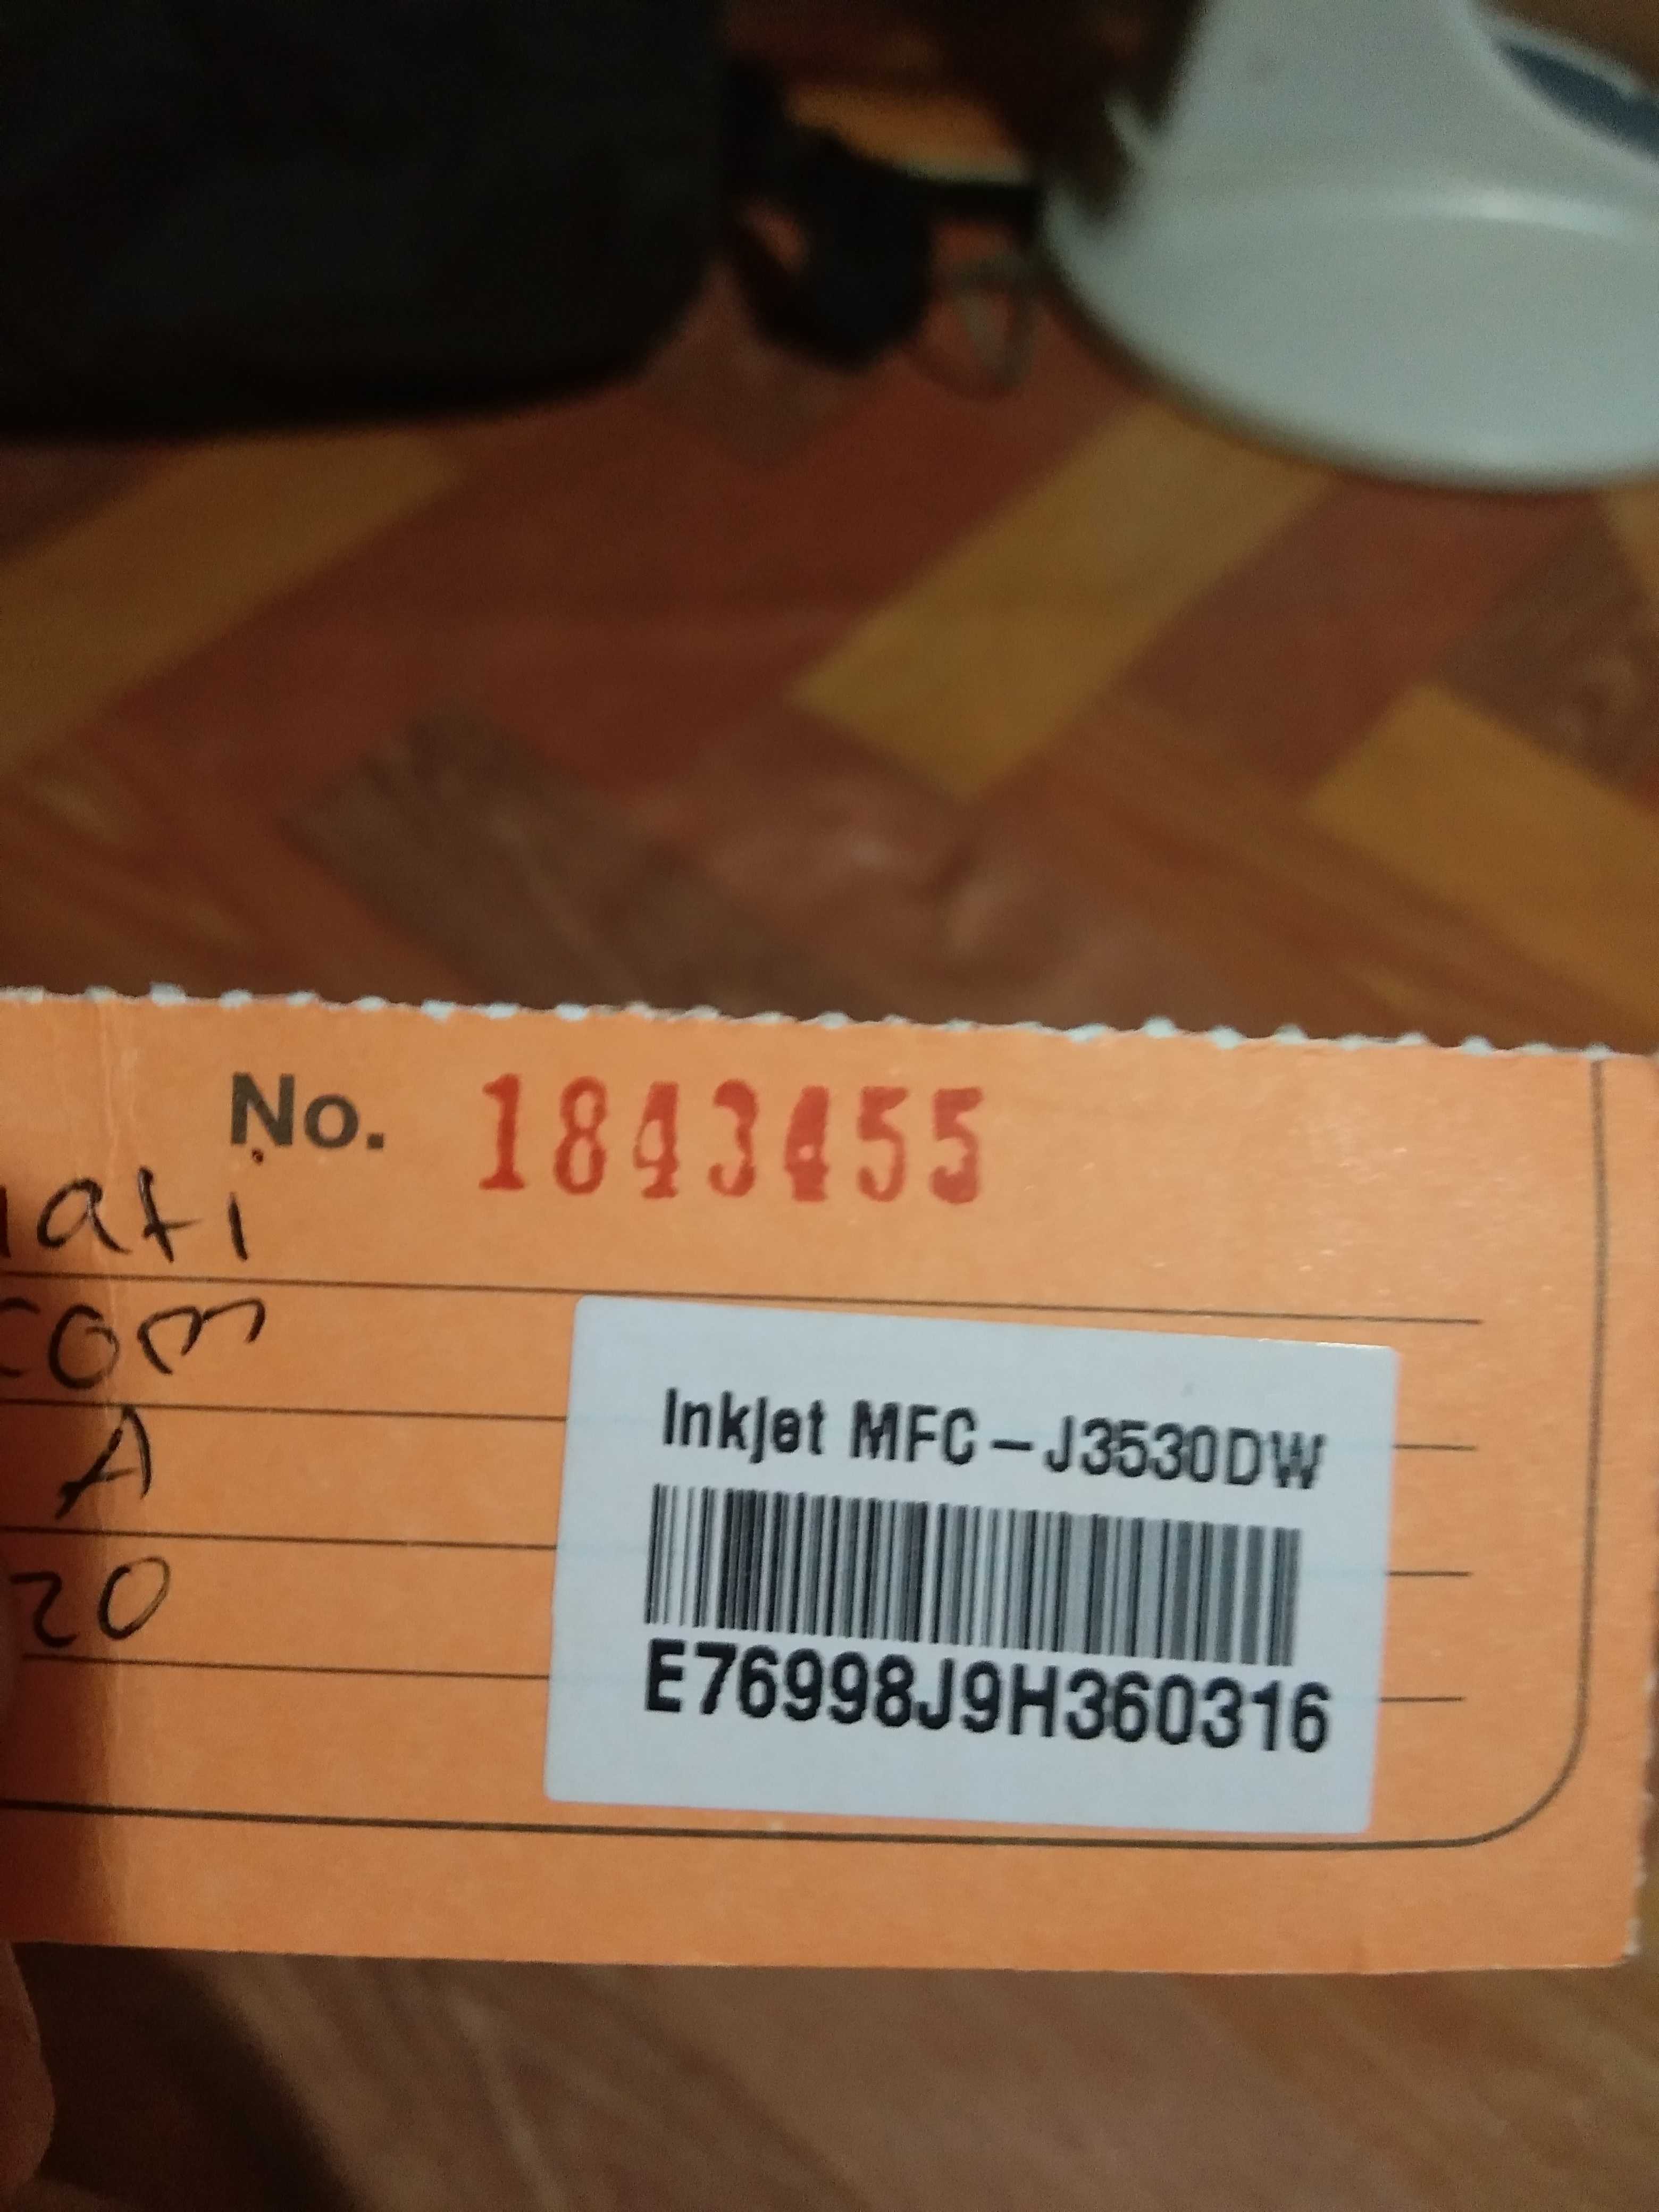 No. 1843455
ati
com
A
20
InkJet MFC-J3530DW
E76998J9H360316